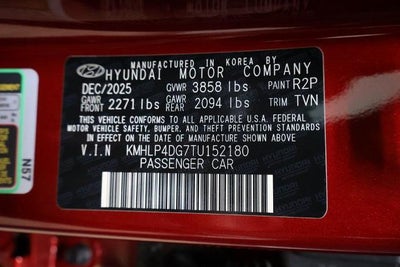 MANUFACTURED IN KOREA BY
HYUNDAI MOTOR COMPANY
DEC/2025 GVWR 3858 lbs PAINT R2P
GAWR FRONT 2271 lbs GAWR REAR 2094 lbs TRIM TVN
THIS VEHICLE CONFORMS TO ALL APPLICABLE U.S.A FEDERAL
MOTOR VEHICLE SAFETY, BUMPER, AND THEFT PREVENTION STANDARDS
IN EFFECT ON THE DATE OF MANUFACTURE SHOWN ABOVE
V.I.N KMHLP4DG7TU152180
PASSENGER CAR
N57